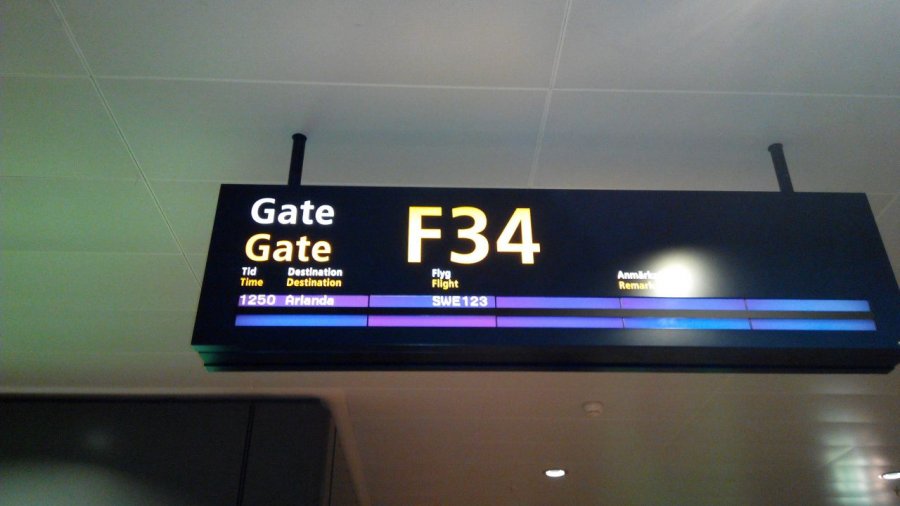 Gate F34
Gate
Tid Destination Flyg
Time Destination Flight
1250 Arlanda SWE123